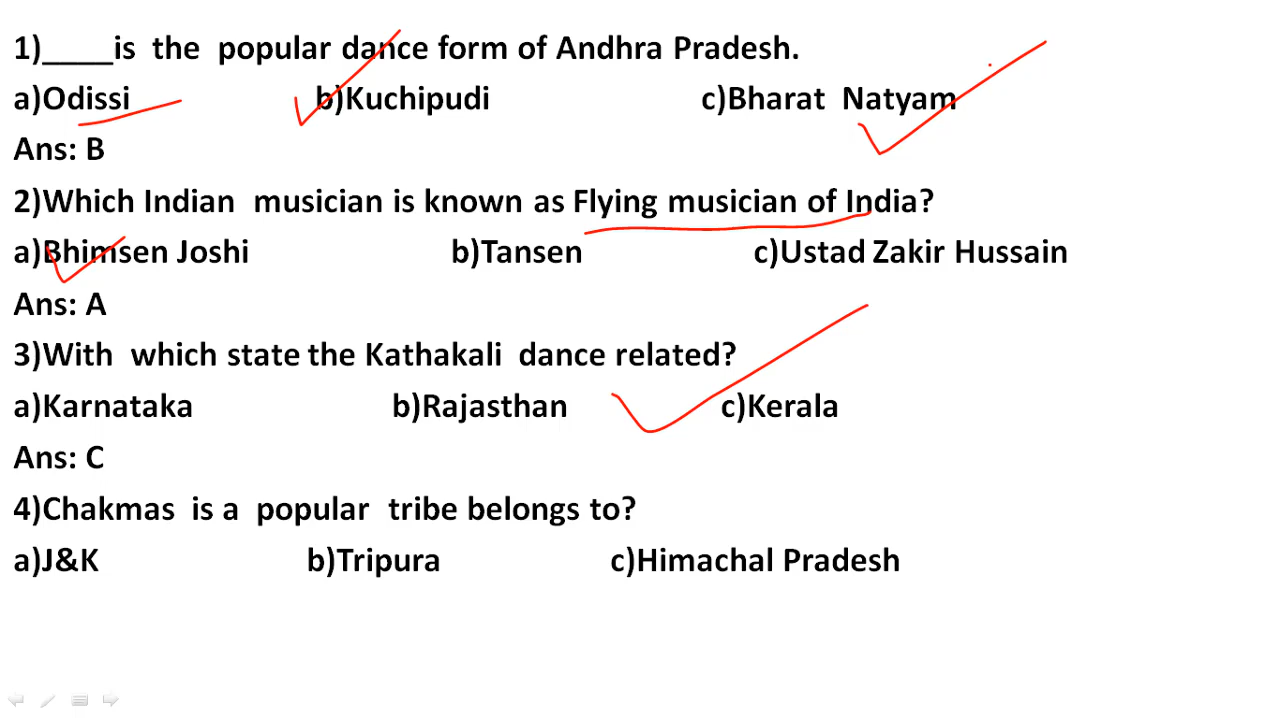 1)____is the popular dance form of Andhra Pradesh.
a)Odissi b)Kuchipudi c)Bharat Natyam
Ans: B
2)Which Indian musician is known as Flying musician of India?
a)Bhimsen Joshi b)Tansen c)Ustad Zakir Hussain
Ans: A
3)With which state the Kathakali dance related?
a)Karnataka b)Rajasthan c)Kerala
Ans: C
4)Chakmas is a popular tribe belongs to?
a)J&K b)Tripura c)Himachal Pradesh